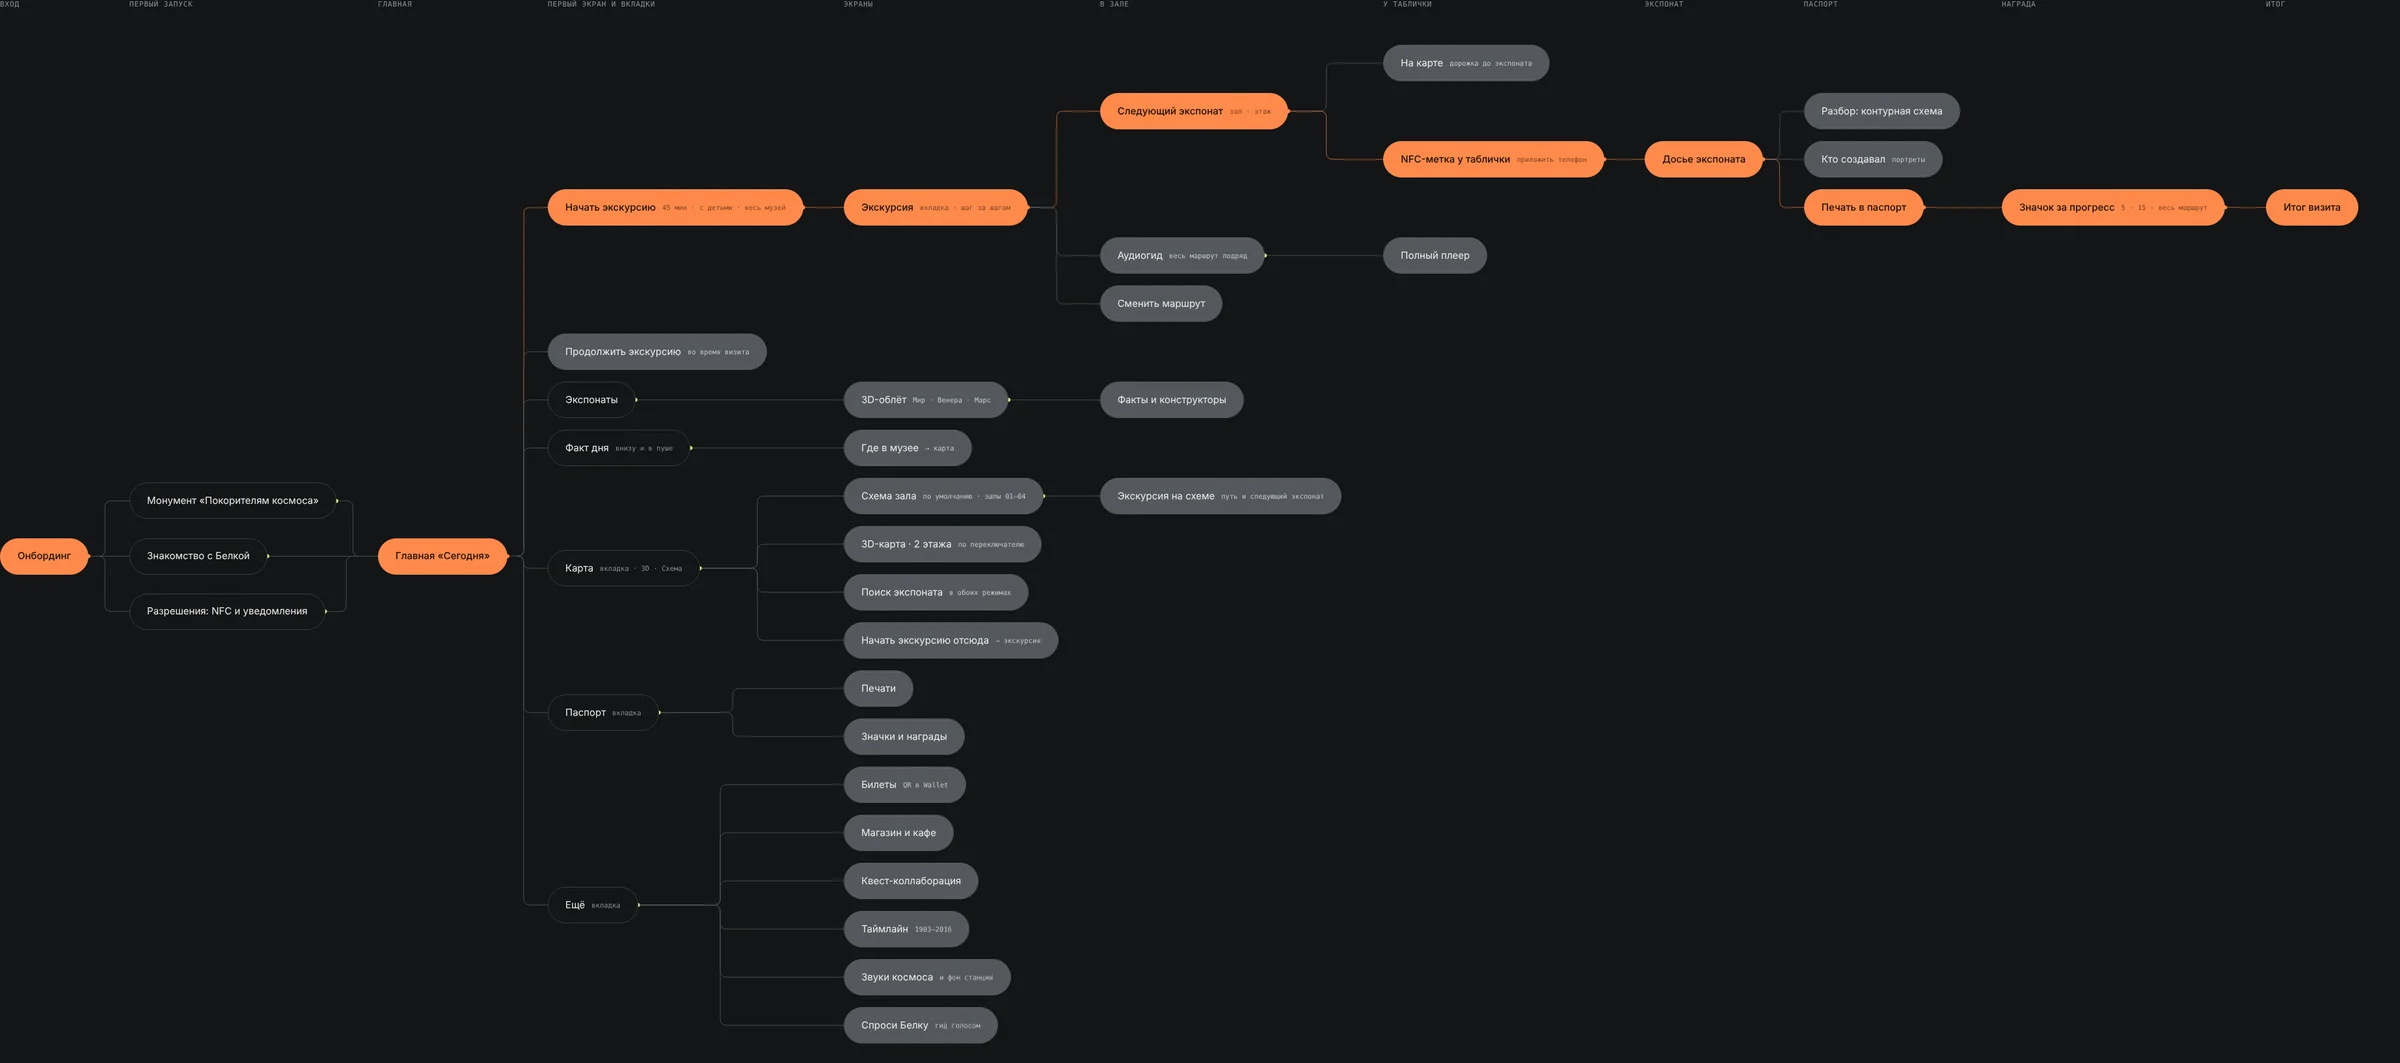 ВХОД
ПЕРВЫЙ ЗАПУСК
ГЛАВНАЯ
ПЕРВЫЙ ЭКРАН И ВКЛАДКИ
ЭКРАНЫ
В ЗАЛЕ
У ТАБЛИЧКИ
ЭКСПОНАТ
ПАСПОРТ
НАГРАДА
ИТОГ
На карте дорожка до экспоната
Следующий экспонат зал · этаж
Разбор: контурная схема
NFC-метка у таблички приложить телефон
Досье экспоната
Кто создавал портреты
Начать экскурсию 45 мин · с детьми · весь музей
Экскурсия вкладка · шаг за шагом
Печать в паспорт
Значок за прогресс 5 · 15 · весь маршрут
Итог визита
Аудиогид весь маршрут подряд
Полный плеер
Сменить маршрут
Продолжить экскурсию во время визита
Экспонаты
3D-облёт Мир · Венера · Марс
Факты и конструкторы
Факт дня внизу и в пуше
Где в музее → карта
Схема зала по умолчанию · залы 01–04
Экскурсия на схеме путь и следующий экспонат
Монумент «Покорителям космоса»
3D-карта · 2 этажа по переключателю
Онбординг
Знакомство с Белкой
Главная «Сегодня»
Карта вкладка · 3D · Схема
Поиск экспоната в обоих режимах
Разрешения: NFC и уведомления
Начать экскурсию отсюда → экскурсия
Печати
Паспорт вкладка
Значки и награды
Билеты QR в Wallet
Магазин и кафе
Квест-коллаборация
Ещё вкладка
Таймлайн 1903–2016
Звуки космоса и фон станции
Спроси Белку гид голосом